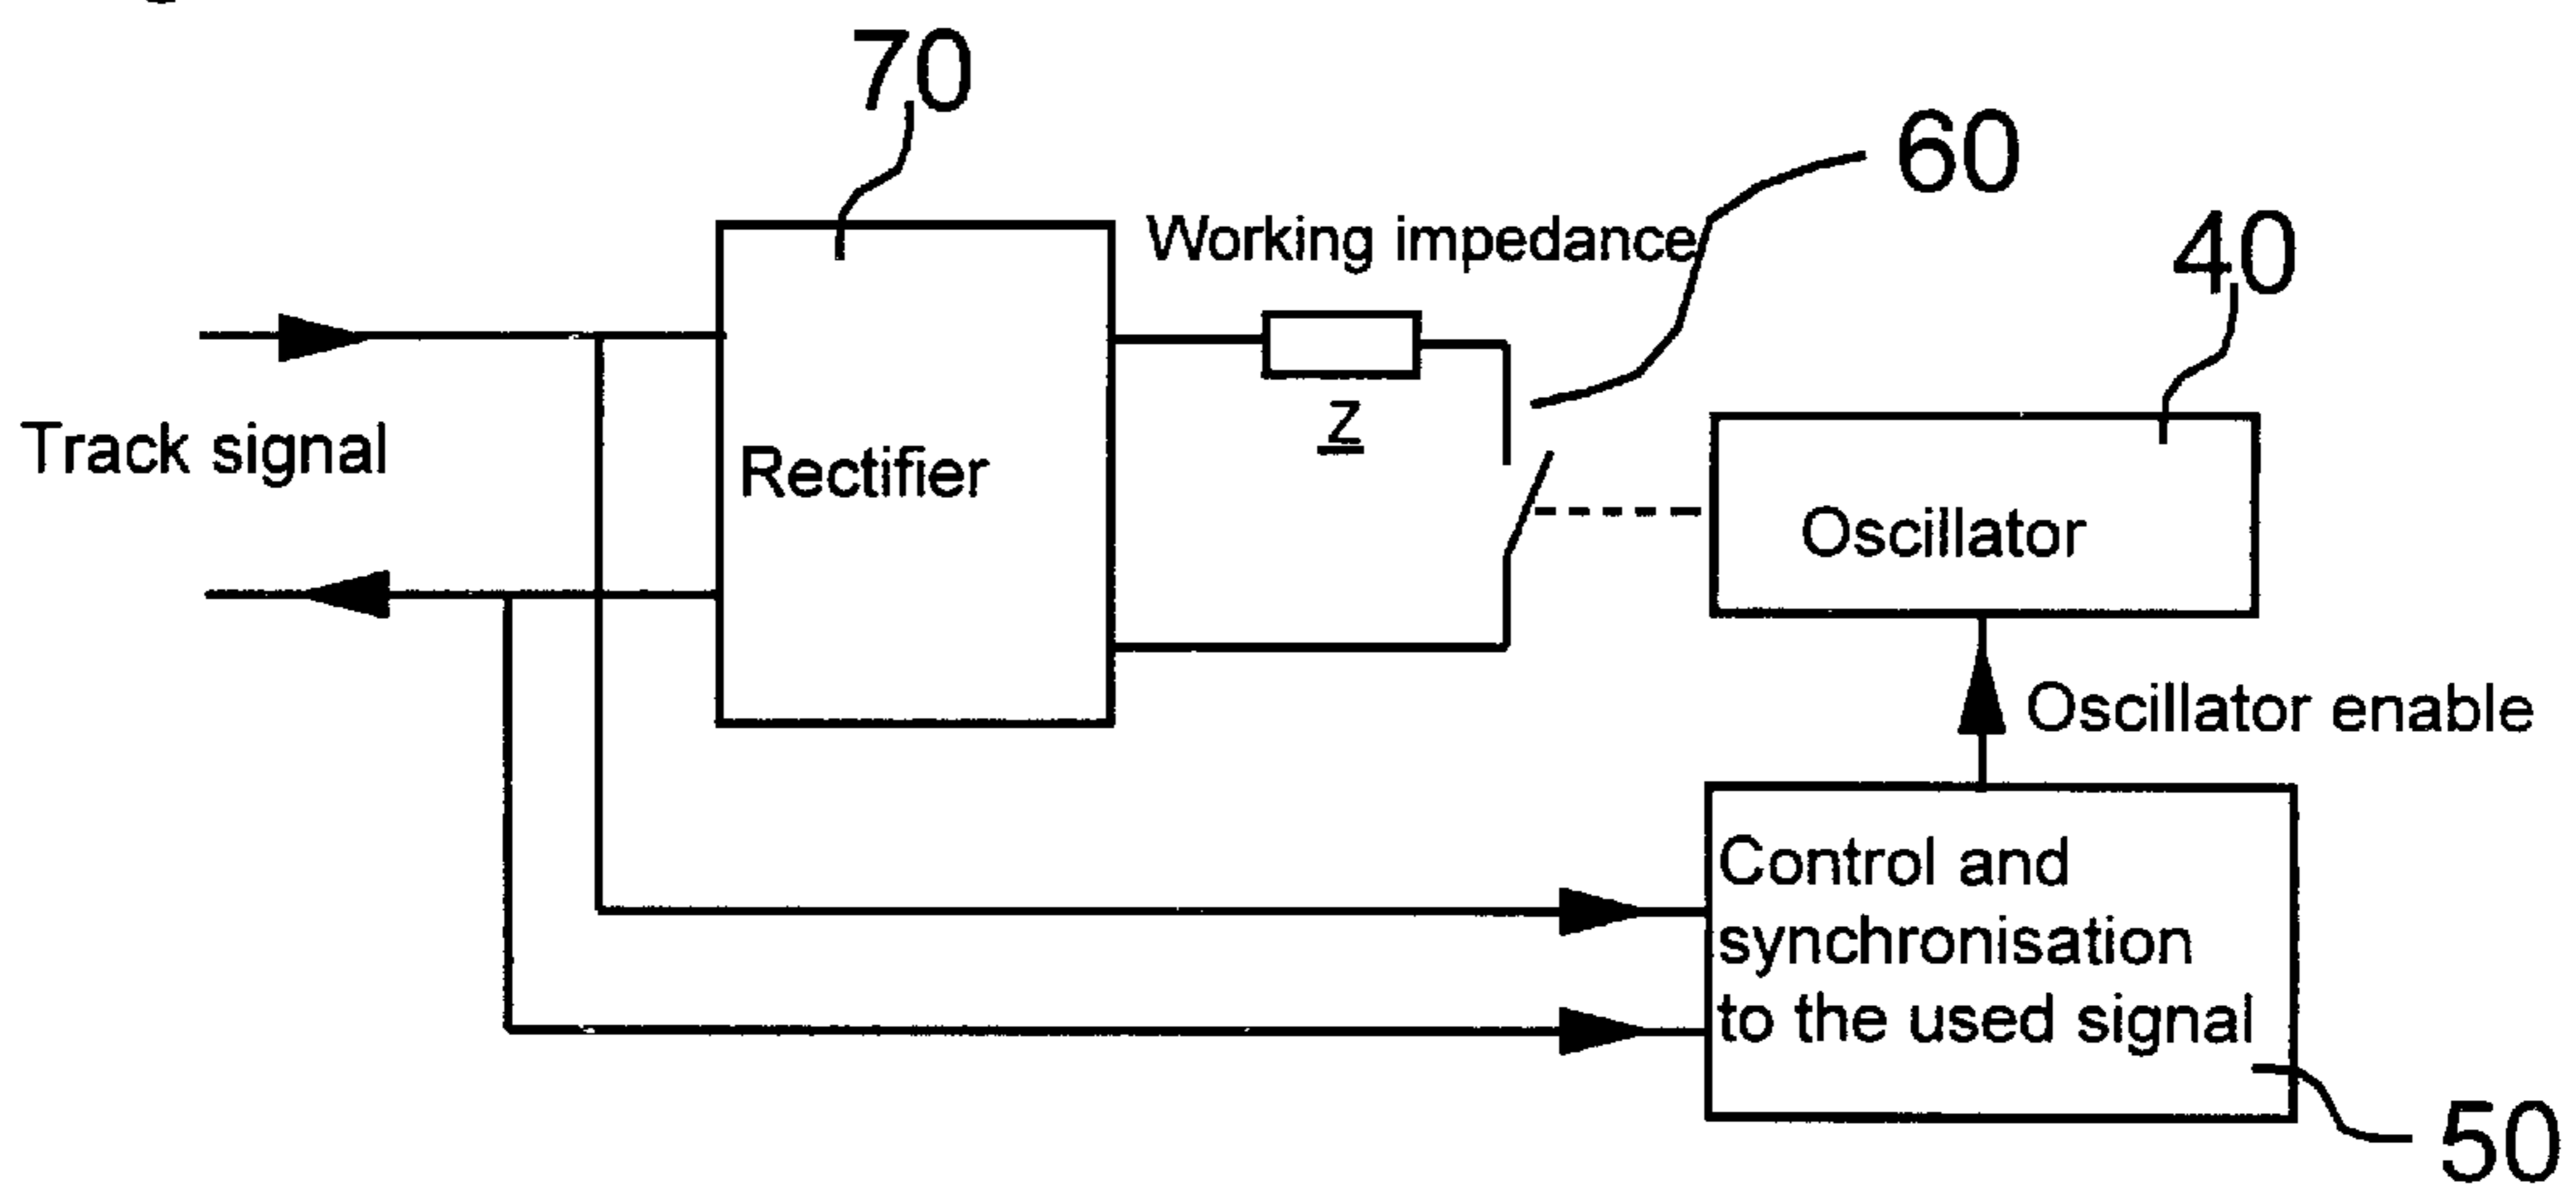 70
60
Working impedance
40
Track signal
Z
Rectifier
Oscillator
Oscillator enable
Control and
synchronisation
to the used signal
50